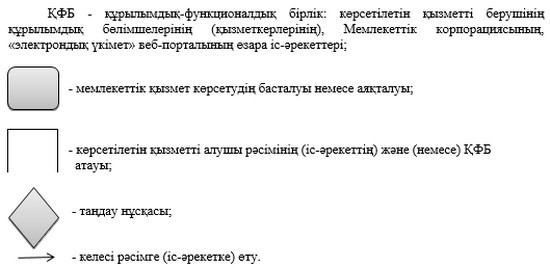 ҚФБ - құрылымдық-функционалдық бірлік: көрсетілетін қызметті берушінің
құрылымдық бөлімшелерінің (қызметкерлерінің), Мемлекеттік корпорациясының,
«электрондық үкімет» веб-порталының өзара іс-әрекеттері;
- мемлекеттік қызмет көрсетудің басталуы немесе аяқталуы;
- көрсетілетін қызметті алушы рәсімінің (іс-әрекеттің) және (немесе) ҚФБ
атауы;
- таңдау нұсқасы;
- келесі рәсімге (іс-әрекетке) өту.